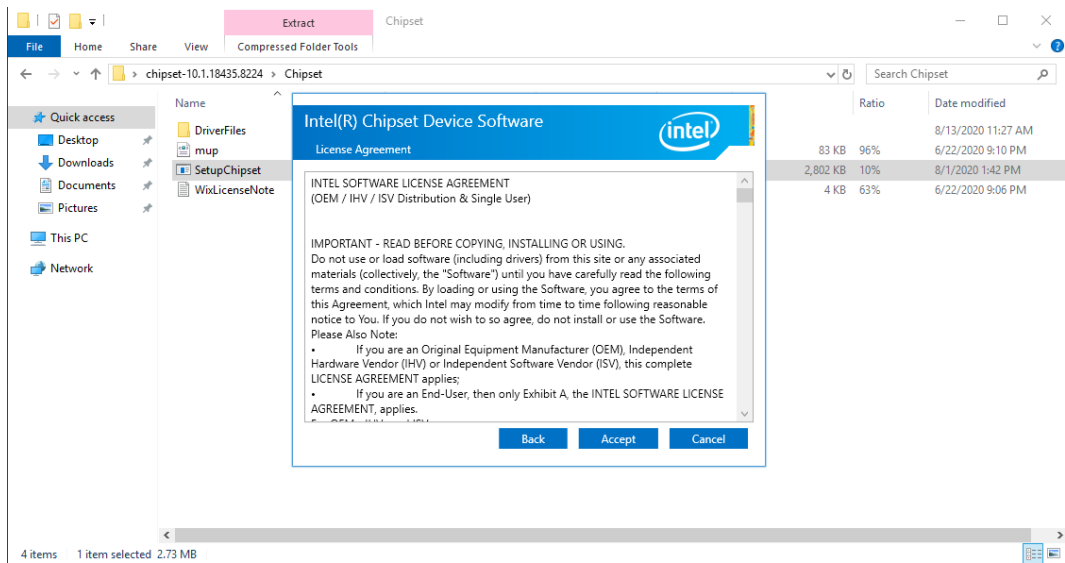 Extract
Chipset
File
Home
Share
View
Compressed Folder Tools
chipset-10.1.18435.8224 > Chipset
Search Chipset
Quick access
Desktop
Downloads
Documents
Pictures
This PC
Network
Name
Ratio
Date modified
DriverFiles
8/13/2020 11:27 AM
mup
83 KB
96%
6/22/2020 9:10 PM
SetupChipset
2,802 KB
10%
8/1/2020 1:42 PM
WixLicenseNote
4 KB
63%
6/22/2020 9:06 PM
Intel(R) Chipset Device Software
License Agreement
intel
INTEL SOFTWARE LICENSE AGREEMENT
(OEM / IHV / ISV Distribution & Single User)
IMPORTANT - READ BEFORE COPYING, INSTALLING OR USING.
Do not use or load software (including drivers) from this site or any associated
materials (collectively, the "Software") until you have carefully read the following
terms and conditions. By loading or using the Software, you agree to the terms of
this Agreement, which Intel may modify from time to time following reasonable
notice to You. If you do not wish to so agree, do not install or use the Software.
Please Also Note:
• If you are an Original Equipment Manufacturer (OEM), Independent
Hardware Vendor (IHV) or Independent Software Vendor (ISV), this complete
LICENSE AGREEMENT applies;
• If you are an End-User, then only Exhibit A, the INTEL SOFTWARE LICENSE
AGREEMENT, applies.
Back
Accept
Cancel
4 items
1 item selected 2.73 MB